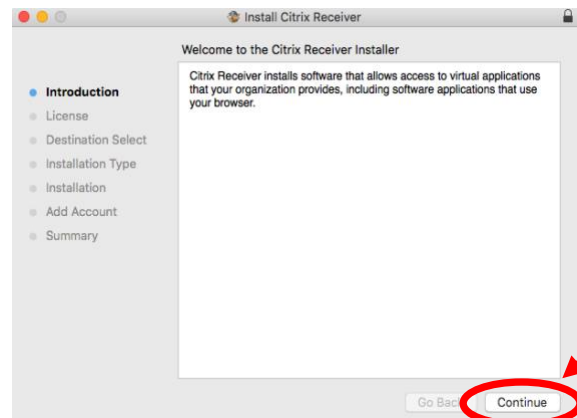 Install Citrix Receiver
Welcome to the Citrix Receiver Installer
Citrix Receiver installs software that allows access to virtual applications
that your organization provides, including software applications that use
your browser.
Introduction
License
Destination Select
Installation Type
Installation
Add Account
Summary
Go Back Continue